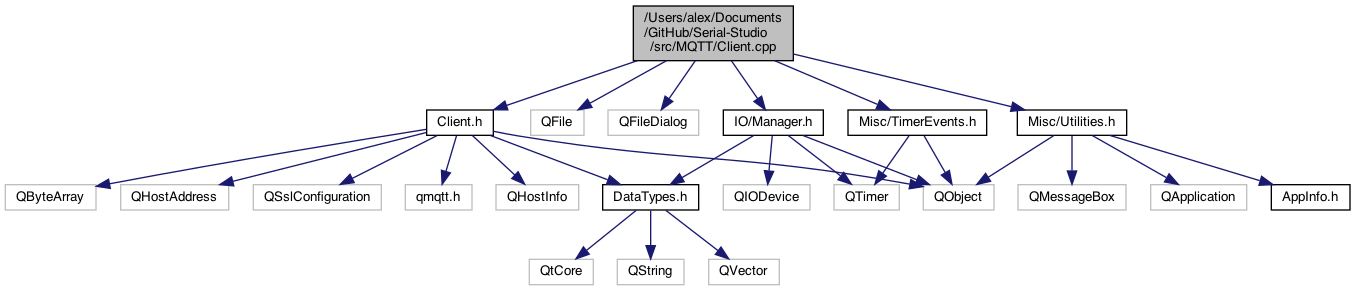 /Users/alex/Documents
/GitHub/Serial-Studio
/src/MQTT/Client.cpp
Client.h
QFile
QFileDialog
IO/Manager.h
Misc/TimerEvents.h
Misc/Utilities.h
QByteArray
QHostAddress
QSslConfiguration
qmqtt.h
QHostInfo
DataTypes.h
QIODevice
QTimer
QObject
QMessageBox
QApplication
AppInfo.h
QtCore
QString
QVector